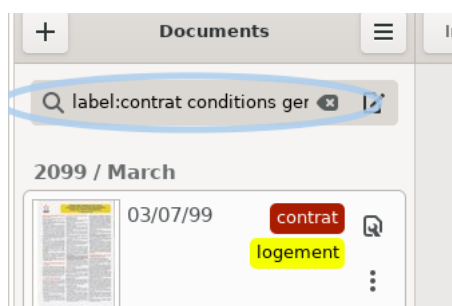 Documents
label:contrat conditions ger
2099 / March
03/07/99
contrat
logement